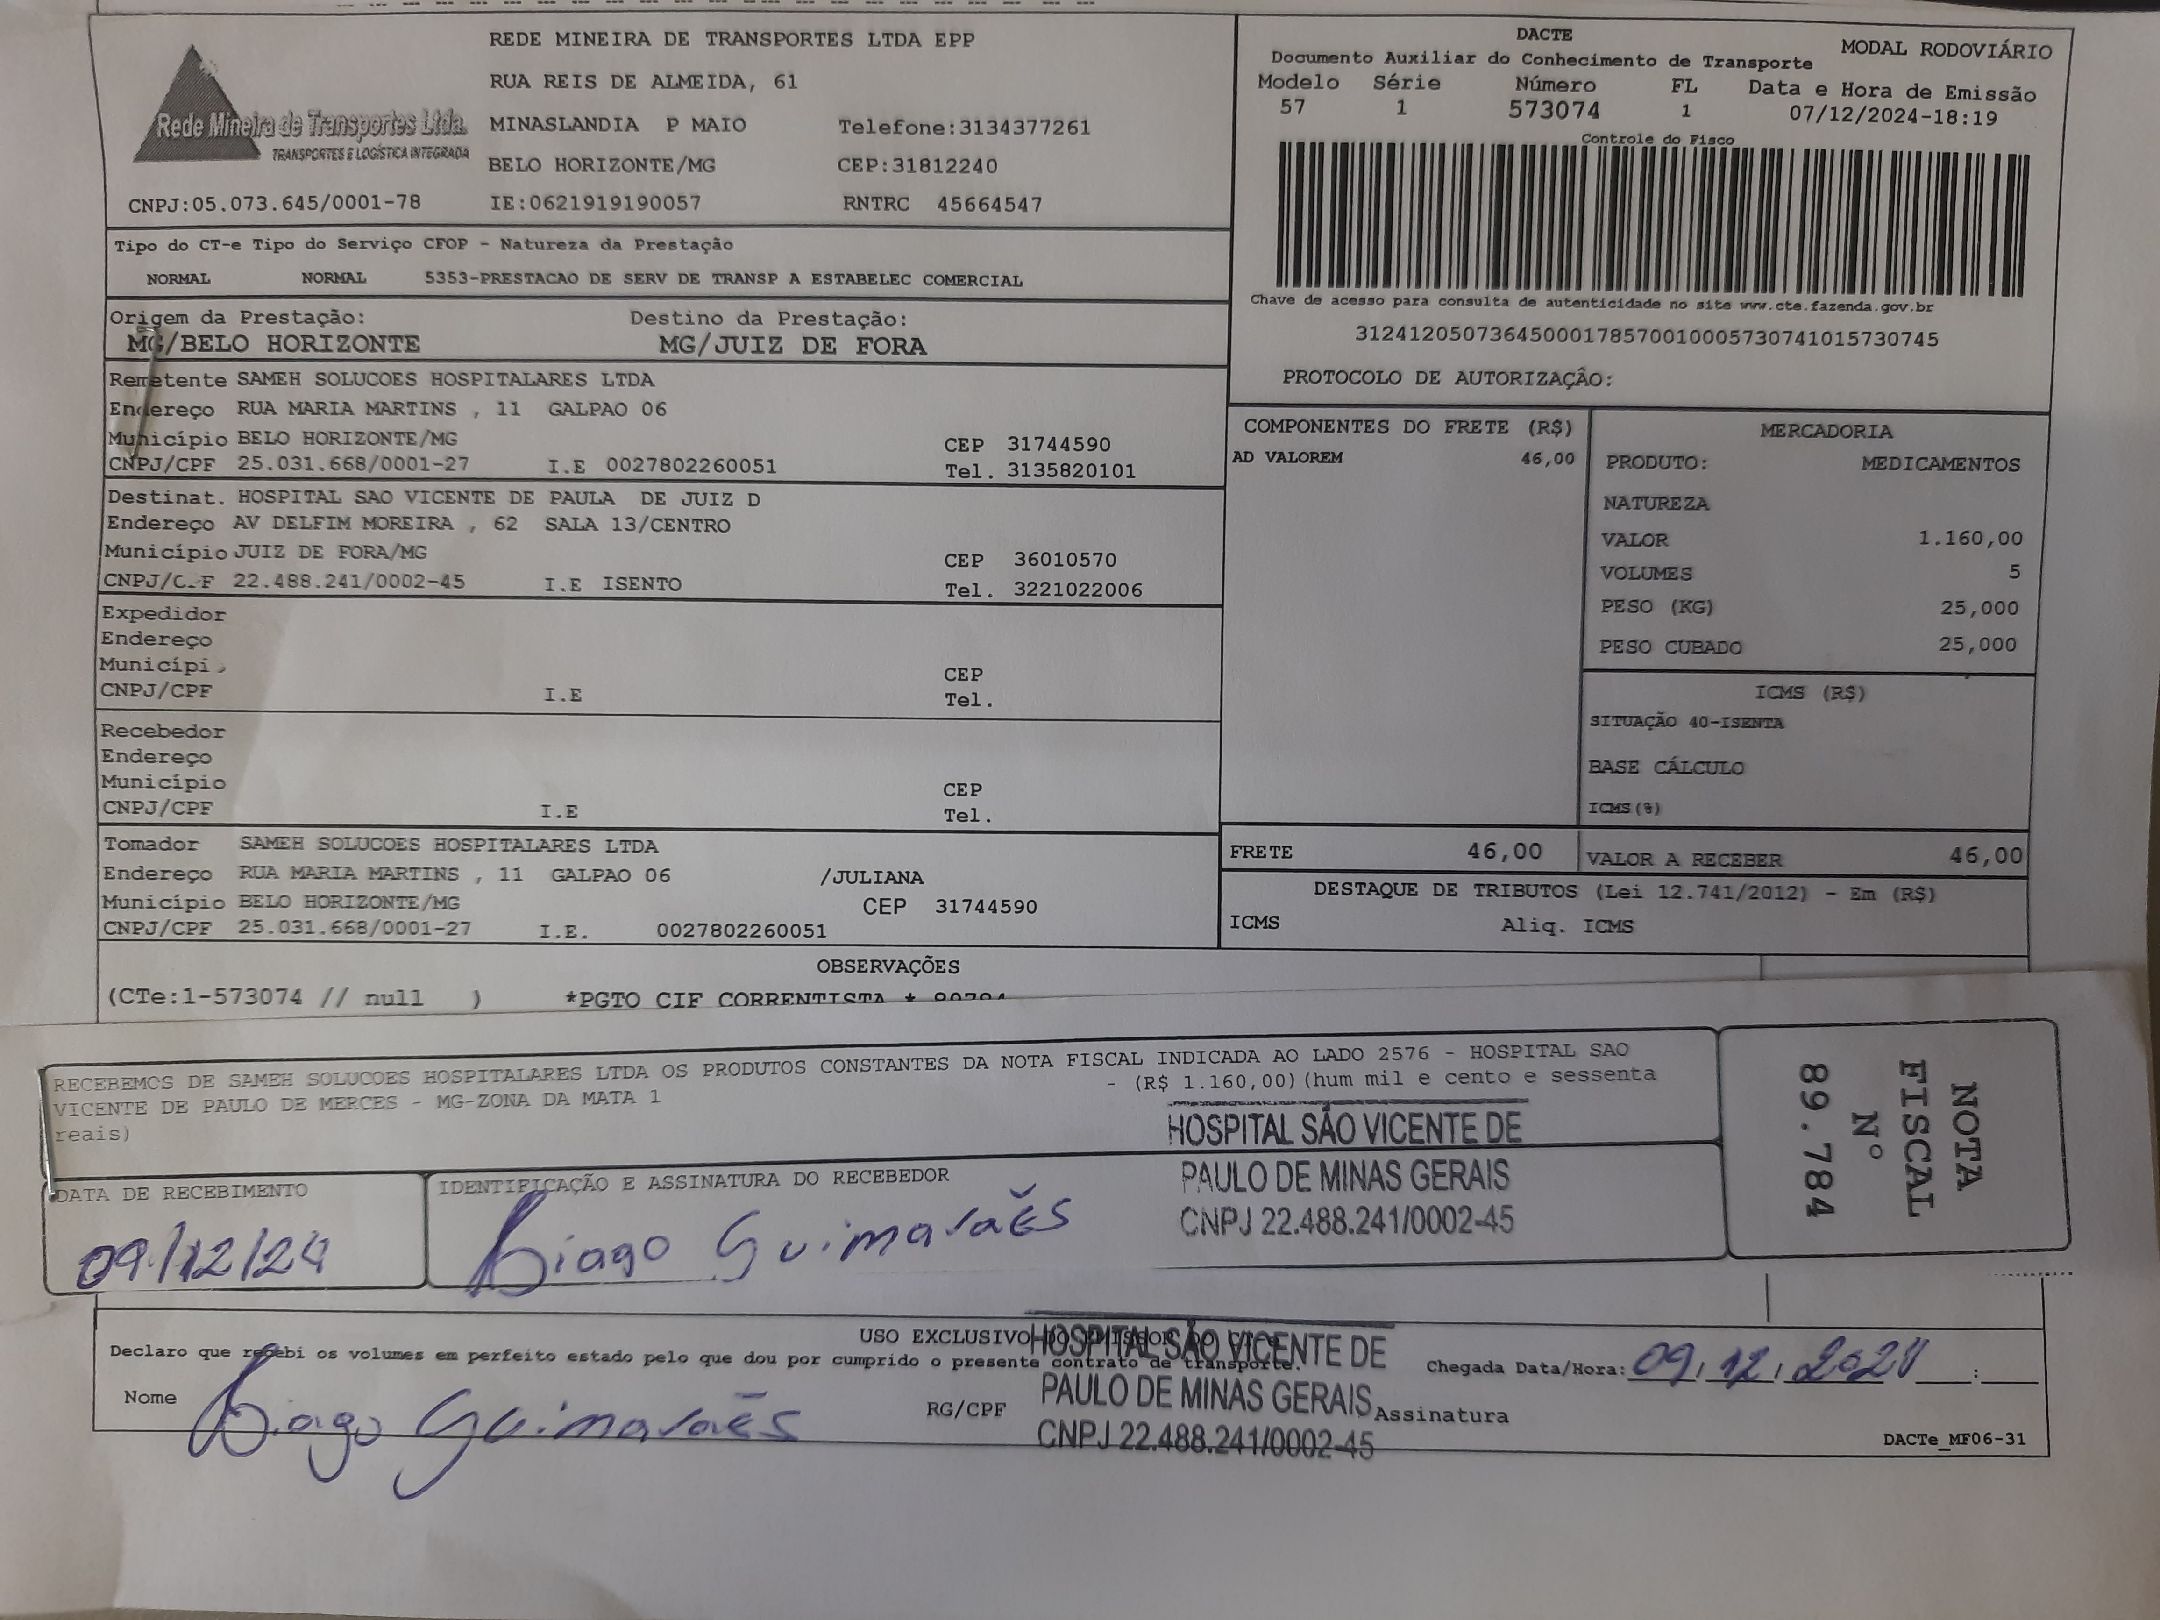 REDE MINEIRA DE TRANSPORTES LTDA EPP
RUA REIS DE ALMEIDA, 61
Rede Mineira de Transportes Ltda.
TRANSPORTES E LOGÍSTICA INTEGRADA
MINASLANDIA P MAIO Telefone:3134377261
BELO HORIZONTE/MG CEP:31812240
CNPJ:05.073.645/0001-78 IE:0621919190057 RNTRC 45664547
DACTE
Documento Auxiliar do Conhecimento de Transporte
MODAL RODOVIÁRIO
Modelo Série Número FL Data e Hora de Emissão
57 1 573074 1 07/12/2024-18:19
Controle do Fisco
Chave de acesso para consulta de autenticidade no site www.cte.fazenda.gov.br
31241205073645000178570010005730741015730745
PROTOCOLO DE AUTORIZAÇÃO:
Tipo do CT-e Tipo do Serviço CFOP - Natureza da Prestação
NORMAL NORMAL 5353-PRESTACAO DE SERV DE TRANSP A ESTABELEC COMERCIAL
Origem da Prestação: Destino da Prestação:
MG/BELO HORIZONTE MG/JUIZ DE FORA
Remetente SAMEH SOLUCOES HOSPITALARES LTDA
Endereço RUA MARIA MARTINS , 11 GALPAO 06
Município BELO HORIZONTE/MG CEP 31744590
CNPJ/CPF 25.031.668/0001-27 I.E 0027802260051 Tel. 3135820101
Destinat. HOSPITAL SAO VICENTE DE PAULA DE JUIZ D
Endereço AV DELFIM MOREIRA , 62 SALA 13/CENTRO
Município JUIZ DE FORA/MG CEP 36010570
CNPJ/C.F 22.488.241/0002-45 I.E ISENTO Tel. 3221022006
Expedidor
Endereço
Municípi CEP
CNPJ/CPF I.E Tel.
Recebedor
Endereço
Município CEP
CNPJ/CPF I.E Tel.
Tomador SAMEH SOLUCOES HOSPITALARES LTDA
Endereço RUA MARIA MARTINS , 11 GALPAO 06 /JULIANA
Município BELO HORIZONTE/MG CEP 31744590
CNPJ/CPF 25.031.668/0001-27 I.E. 0027802260051
COMPONENTES DO FRETE (R$)
AD VALOREM 46,00
MERCADORIA
PRODUTO: MEDICAMENTOS
NATUREZA
VALOR 1.160,00
VOLUMES 5
PESO (KG) 25,000
PESO CUBADO 25,000
ICMS (R$)
SITUAÇÃO 40-ISENTA
BASE CÁLCULO
ICMS(%)
FRETE 46,00 VALOR A RECEBER 46,00
DESTAQUE DE TRIBUTOS (Lei 12.741/2012) - Em (R$)
ICMS Aliq. ICMS
OBSERVAÇÕES
(CTe:1-573074 // null ) *PGTO CIF CORRENTISTA *
RECEBEMOS DE SAMEH SOLUCOES HOSPITALARES LTDA OS PRODUTOS CONSTANTES DA NOTA FISCAL INDICADA AO LADO 2576 - HOSPITAL SAO
VICENTE DE PAULO DE MERCES - MG-ZONA DA MATA 1 - (R$ 1.160,00)(hum mil e cento e sessenta
reais)
HOSPITAL SÃO VICENTE DE
PAULO DE MINAS GERAIS
CNPJ 22.488.241/0002-45
NOTA
FISCAL
Nº
89.784
DATA DE RECEBIMENTO IDENTIFICAÇÃO E ASSINATURA DO RECEBEDOR
09/12/24 Tiago Guimarães
USO EXCLUSIVO DO EMISSOR DO CT-e
HOSPITAL SÃO VICENTE DE
PAULO DE MINAS GERAIS
CNPJ 22.488.241/0002-45
Declaro que recebi os volumes em perfeito estado pelo que dou por cumprido o presente contrato de transporte. Chegada Data/Hora: 09/12/2024 :
Nome Tiago Guimarães RG/CPF Assinatura
DACTe_MF06-31